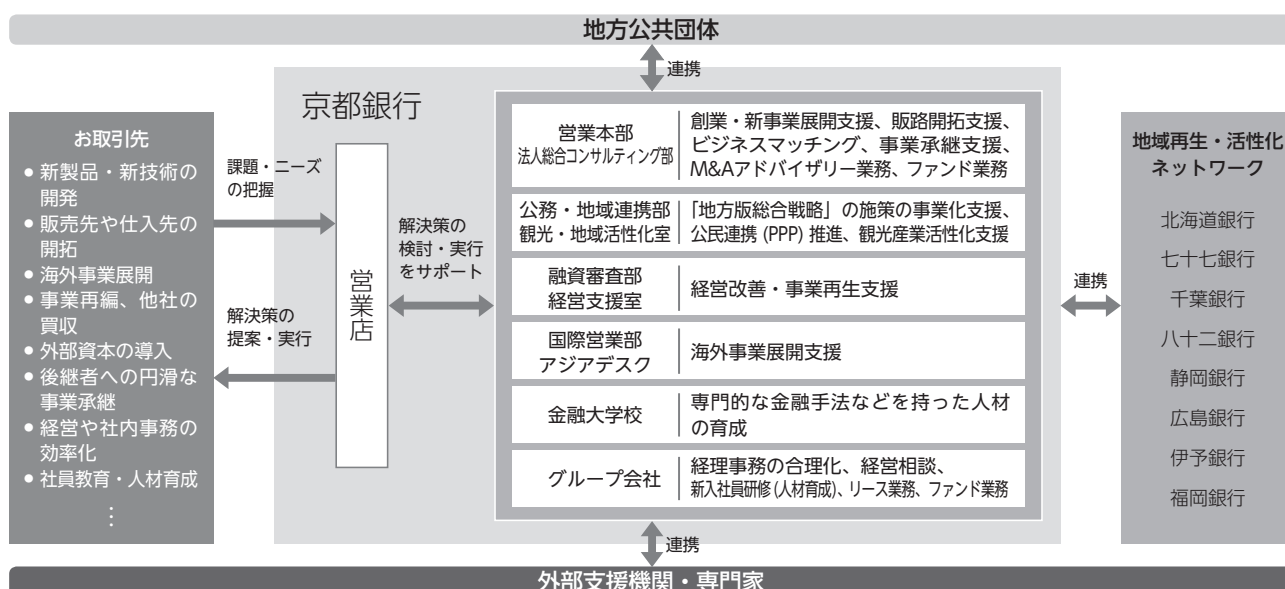 地方公共団体
連携
京都銀行
お取引先
● 新製品・新技術の
開発
● 販売先や仕入先の
開拓
● 海外事業展開
● 事業再編、他社の
買収
● 外部資本の導入
● 後継者への円滑な
事業承継
● 経営や社内事務の
効率化
● 社員教育・人材育成
⋮
課題・ニーズ
の把握
解決策の
提案・実行
営業店
解決策の
検討・実行
をサポート
営業本部
法人総合コンサルティング部
創業・新事業展開支援、販路開拓支援、
ビジネスマッチング、事業承継支援、
M&Aアドバイザリー業務、ファンド業務
公務・地域連携部
観光・地域活性化室
「地方版総合戦略」の施策の事業化支援、
公民連携 (PPP) 推進、観光産業活性化支援
融資審査部
経営支援室
経営改善・事業再生支援
国際営業部
アジアデスク
海外事業展開支援
金融大学校
専門的な金融手法などを持った人材
の育成
グループ会社
経理事務の合理化、経営相談、
新入社員研修(人材育成)、リース業務、ファンド業務
連携
地域再生・活性化
ネットワーク
北海道銀行
七十七銀行
千葉銀行
八十二銀行
静岡銀行
広島銀行
伊予銀行
福岡銀行
連携
外部支援機関・専門家